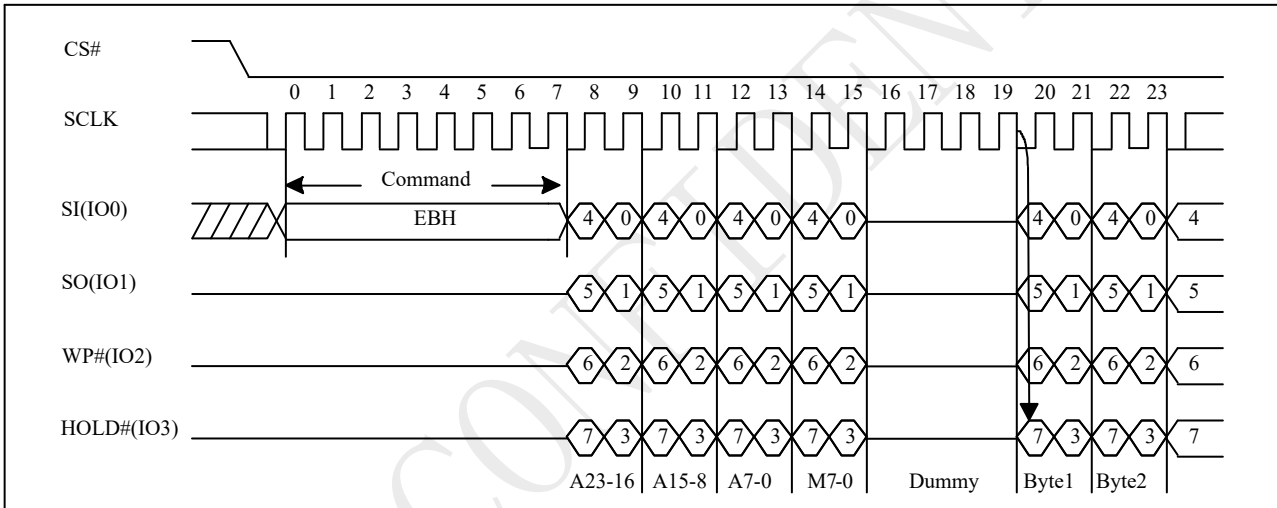 CS#
0 1 2 3 4 5 6 7 8 9 10 11 12 13 14 15 16 17 18 19 20 21 22 23
SCLK
Command
SI(IO0) EBH 4 0 4 0 4 0 4 0 4 0 4 0 4
SO(IO1) 5 1 5 1 5 1 5 1 5 1 5 1 5
WP#(IO2) 6 2 6 2 6 2 6 2 6 2 6 2 6
HOLD#(IO3) 7 3 7 3 7 3 7 3 7 3 7 3 7
A23-16 A15-8 A7-0 M7-0 Dummy Byte1 Byte2
CONFIDEN